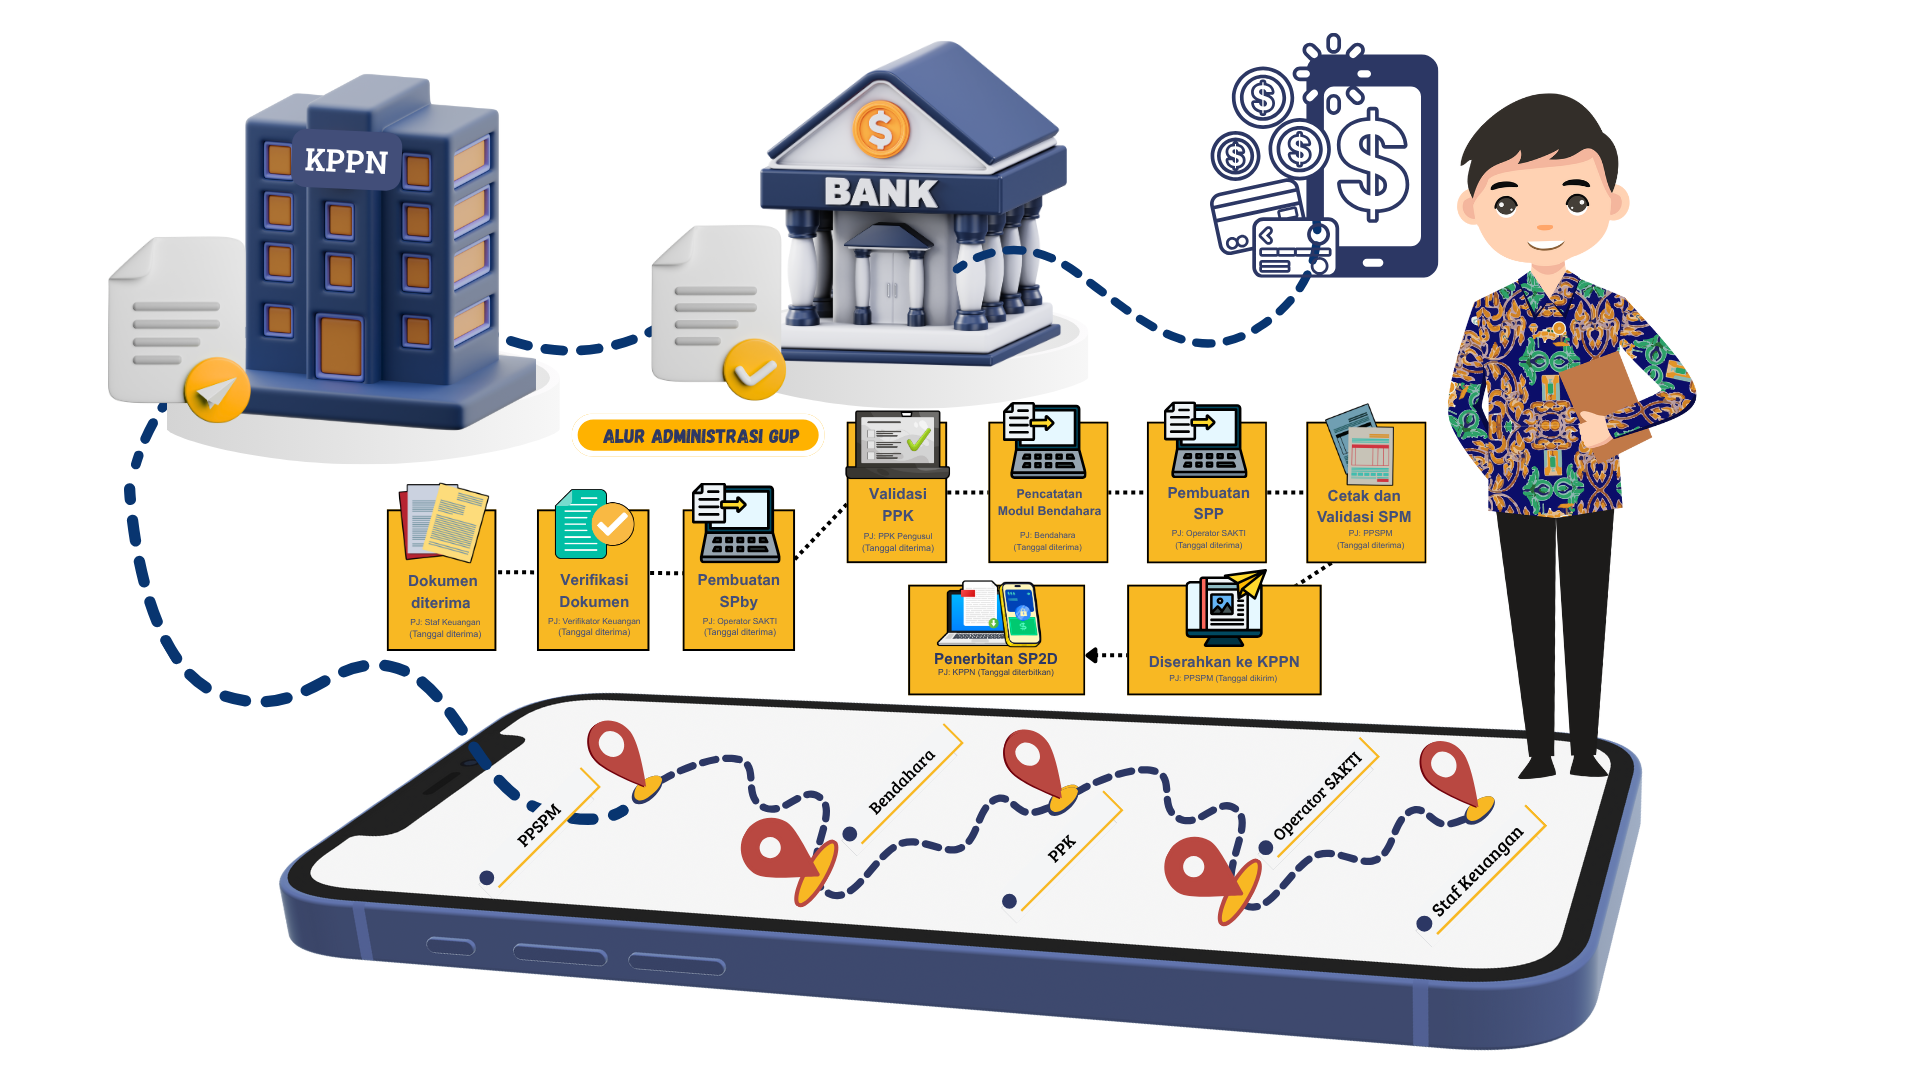 KPPN
BANK
ALUR ADMINISTRASI GUP
Dokumen
diterima
PJ: Staf Keuangan
(Tanggal diterima)
Verifikasi
Dokumen
PJ: Verifikator Keuangan
(Tanggal diterima)
Pembuatan
SPby
PJ: Operator SAKTI
(Tanggal diterima)
Validasi
PPK
PJ: PPK Pengusul
(Tanggal diterima)
Pencatatan
Modul Bendahara
PJ: Bendahara
(Tanggal diterima)
Pembuatan
SPP
PJ: Operator SAKTI
(Tanggal diterima)
Cetak dan
Validasi SPM
PJ: PPSPM
(Tanggal diterima)
Diserahkan ke KPPN
PJ: PPSPM (Tanggal dikirim)
Penerbitan SP2D
PJ: KPPN (Tanggal diterbitkan)
PPSPM
Bendahara
PPK
Operator SAKTI
Staf Keuangan